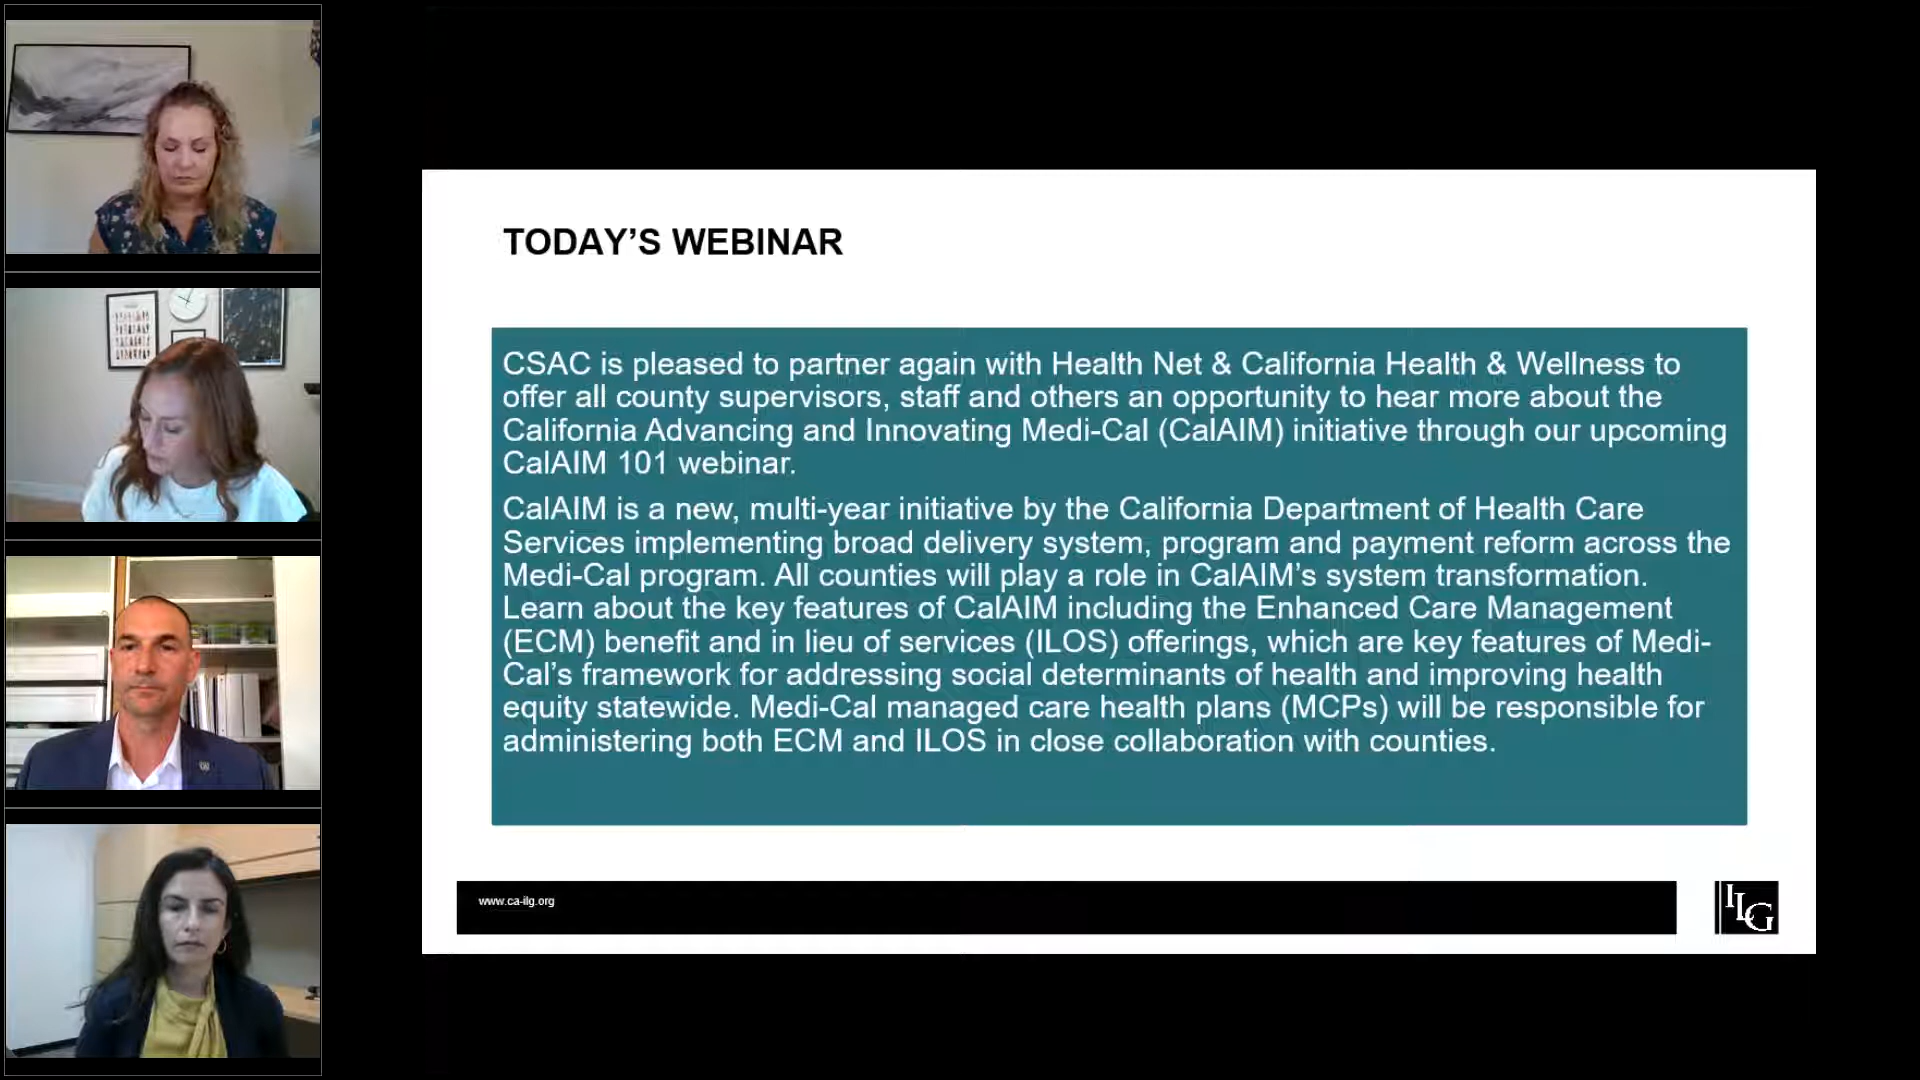 TODAY’S WEBINAR
CSAC is pleased to partner again with Health Net & California Health & Wellness to
offer all county supervisors, staff and others an opportunity to hear more about the
California Advancing and Innovating Medi-Cal (CalAIM) initiative through our upcoming
CalAIM 101 webinar.
CalAIM is a new, multi-year initiative by the California Department of Health Care
Services implementing broad delivery system, program and payment reform across the
Medi-Cal program. All counties will play a role in CalAIM’s system transformation.
Learn about the key features of CalAIM including the Enhanced Care Management
(ECM) benefit and in lieu of services (ILOS) offerings, which are key features of Medi-
Cal’s framework for addressing social determinants of health and improving health
equity statewide. Medi-Cal managed care health plans (MCPs) will be responsible for
administering both ECM and ILOS in close collaboration with counties.
www.ca-ilg.org
ILG